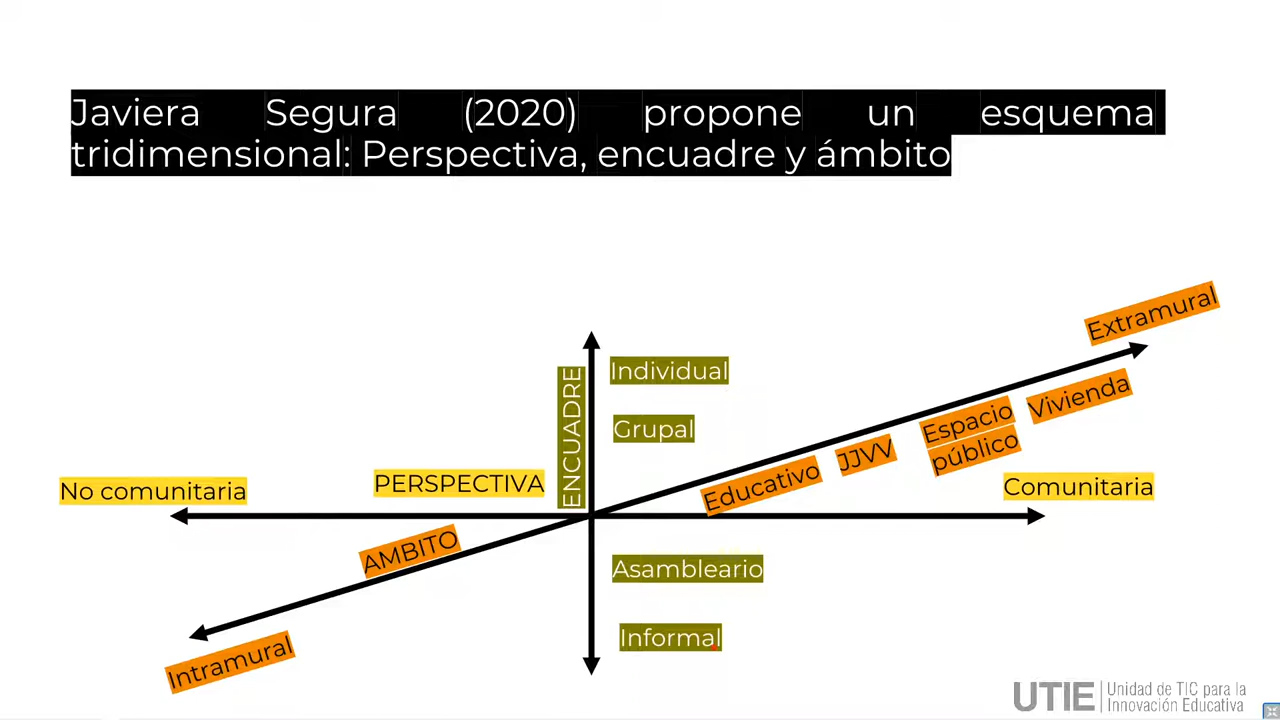 Javiera Segura (2020) propone un esquema
tridimensional: Perspectiva, encuadre y ámbito
Extramural
ENCUADRE
Individual
Grupal
Vivienda
Espacio
público
JJVV
Educativo
No comunitaria
PERSPECTIVA
Comunitaria
AMBITO
Asambleario
Informal
Intramural
UTIE
Unidad de TIC para la
Innovación Educativa